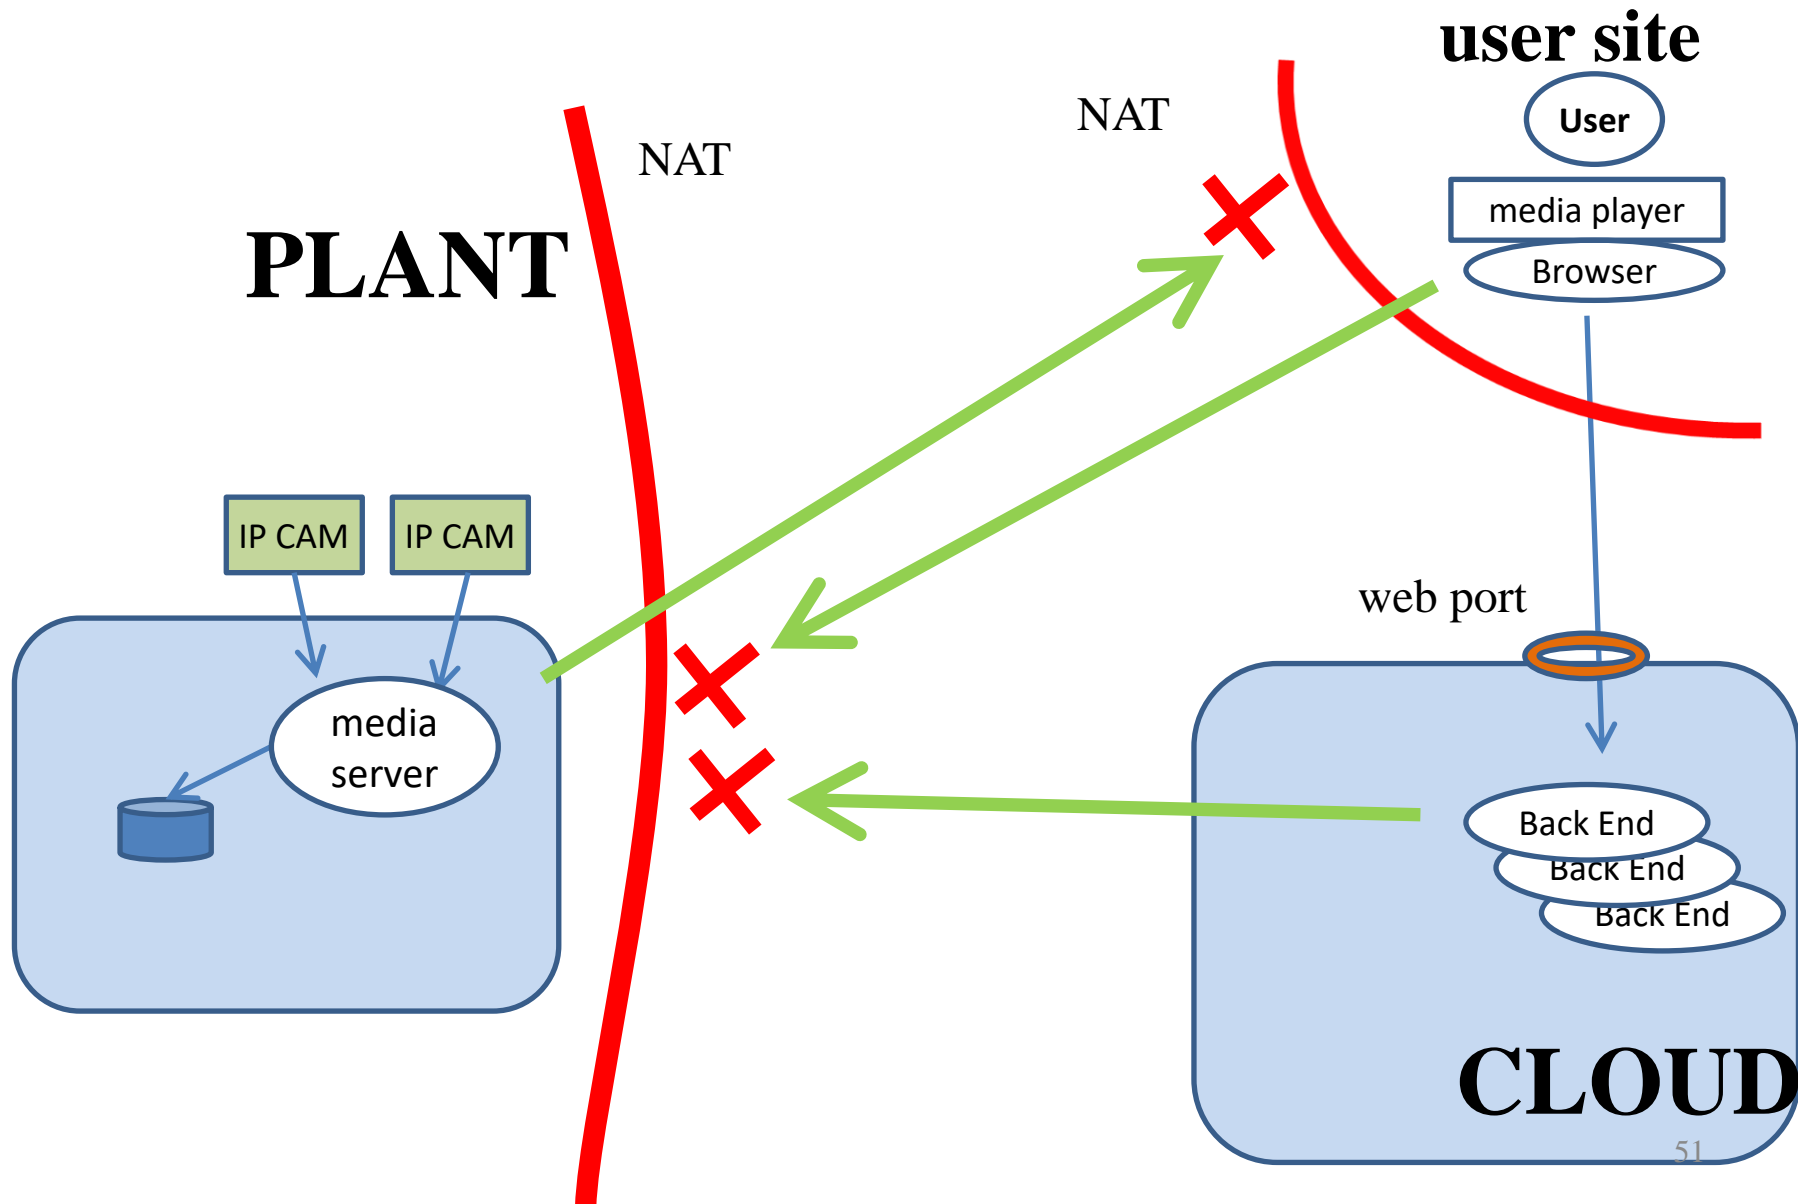 user site
User
NAT
NAT
media player
PLANT
Browser
IP CAM
IP CAM
web port
media
server
Back End
Back End
Back End
CLOUD
51